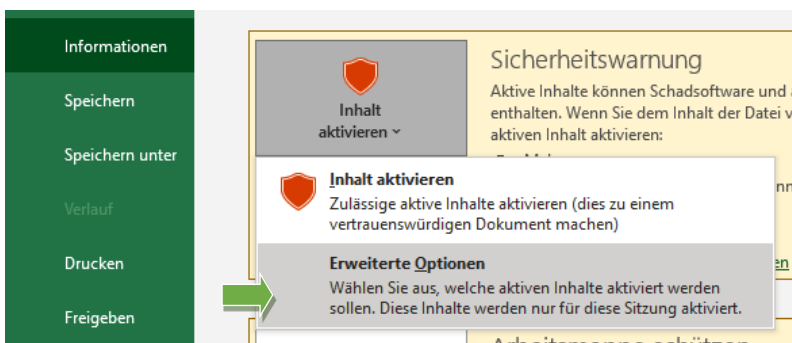 Informationen
Speichern
Speichern unter
Verlauf
Drucken
Freigeben
Inhalt
aktivieren
Sicherheitswarnung
Aktive Inhalte können Schadsoftware und
enthalten. Wenn Sie dem Inhalt der Datei
aktiven Inhalt aktivieren:
Inhalt aktivieren
Zulässige aktive Inhalte aktivieren (dies zu einem
vertrauenswürdigen Dokument machen)
Erweiterte Optionen
Wählen Sie aus, welche aktiven Inhalte aktiviert werden
sollen. Diese Inhalte werden nur für diese Sitzung aktiviert.